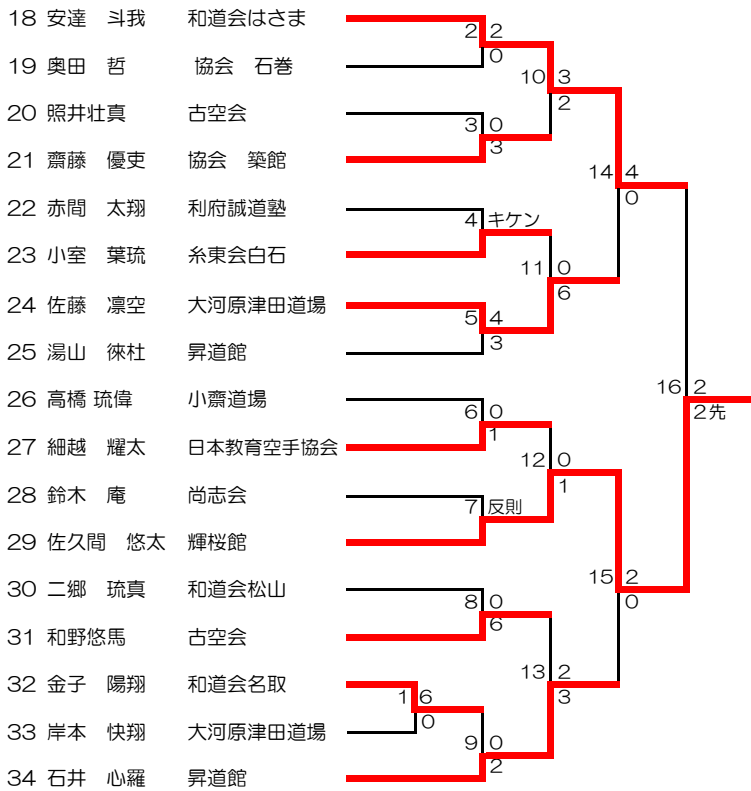 18 安達 斗我 和道会はさま
2 2
0
19 奥田 哲 協会 石巻
10 3
2
20 照井壮真 古空会
3 0
3
21 齋藤 優吏 協会 築館
14 4
0
22 赤間 太翔 利府誠道塾
4 キケン
23 小室 葉琉 糸東会白石
11 0
6
24 佐藤 凛空 大河原津田道場
5 4
3
25 湯山 徠杜 昇道館
16 2
2先
26 高橋 琉偉 小齋道場
6 0
1
27 細越 耀太 日本教育空手協会
12 0
1
28 鈴木 庵 尚志会
7 反則
29 佐久間 悠太 輝桜館
15 2
0
30 二郷 琉真 和道会松山
8 0
6
31 和野悠馬 古空会
13 2
3
32 金子 陽翔 和道会名取
1 6
0
33 岸本 快翔 大河原津田道場
9 0
2
34 石井 心羅 昇道館